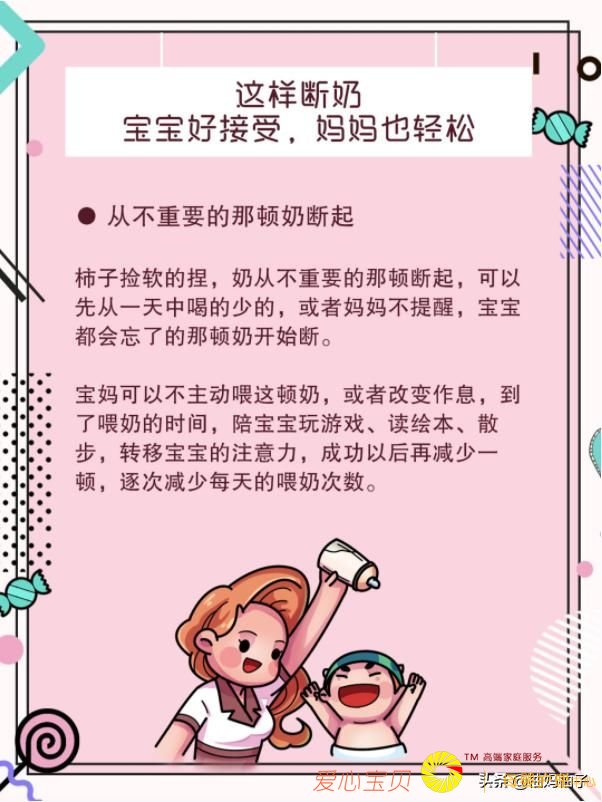 这样断奶
宝宝好接受，妈妈也轻松
● 从不重要的那顿奶断起
柿子捡软的捏，奶从不重要的那顿断起，可以
先从一天中喝的少的，或者妈妈不提醒，宝宝
都会忘了的那顿奶开始断。
宝妈可以不主动喂这顿奶，或者改变作息，到
了喂奶的时间，陪宝宝玩游戏、读绘本、散
步，转移宝宝的注意力，成功以后再减少一
顿，逐次减少每天的喂奶次数。
爱心宝贝
TM 高端家庭服务
头条 @柚妈柚子